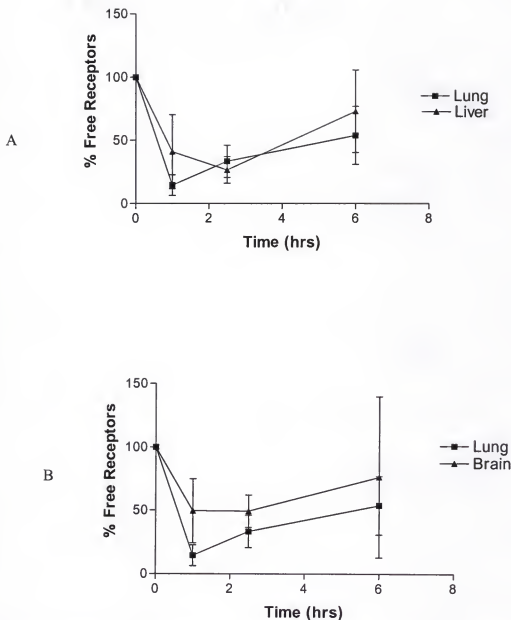 A
% Free Receptors
150
100
50
0
0 2 4 6 8
Time (hrs)
Lung
Liver
B
% Free Receptors
150
100
50
0
0 2 4 6 8
Time (hrs)
Lung
Brain